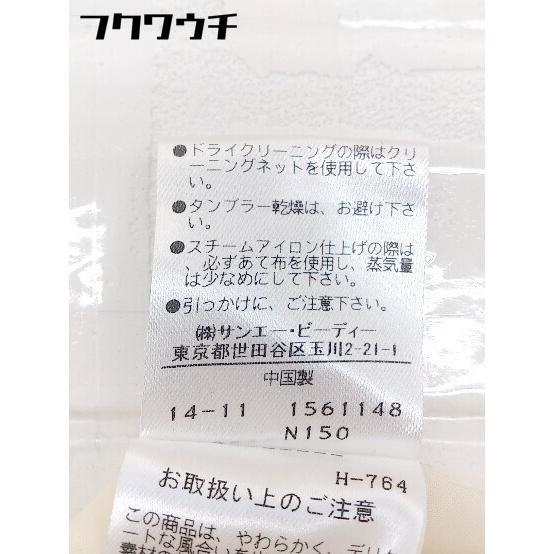 フクワウチ
●ドライクリーニングの際はクリ
ーニングネットを使用して下さ
い。
●タンブラー乾燥は、お避け下さ
い。
●スチームアイロン仕上げの際は
、必ずあて布を使用し、蒸気量
は少なめにして下さい。
●引っかけに、ご注意下さい。
㈱サンエー・ビーディー
東京都世田谷区玉川2-21-1
中国製
14-11 1561148
N150
H-764
お取扱い上のご注意
この商品は、やわらかく、デリケ
ートな風合いを
素材の